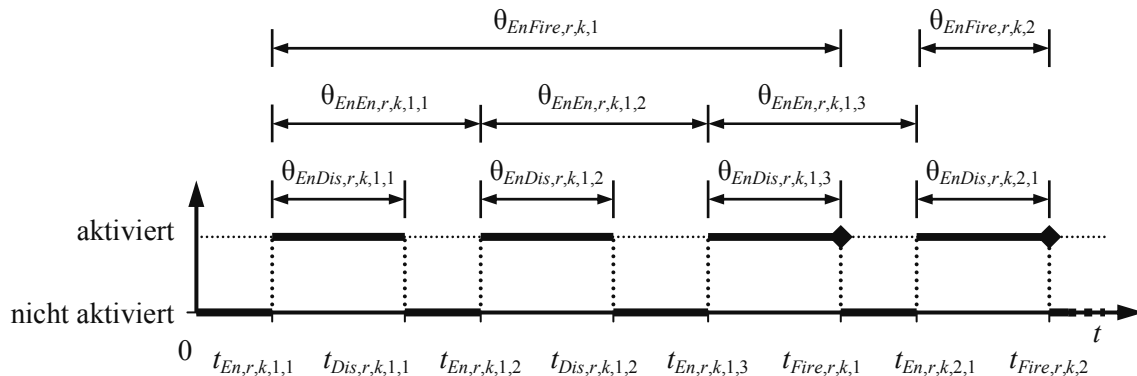 θEnFire,r,k,1 θEnFire,r,k,2
θEnEn,r,k,1,1 θEnEn,r,k,1,2 θEnEn,r,k,1,3
θEnDis,r,k,1,1 θEnDis,r,k,1,2 θEnDis,r,k,1,3 θEnDis,r,k,2,1
aktiviert
nicht aktiviert
t
0 tEn,r,k,1,1 tDis,r,k,1,1 tEn,r,k,1,2 tDis,r,k,1,2 tEn,r,k,1,3 tFire,r,k,1 tEn,r,k,2,1 tFire,r,k,2